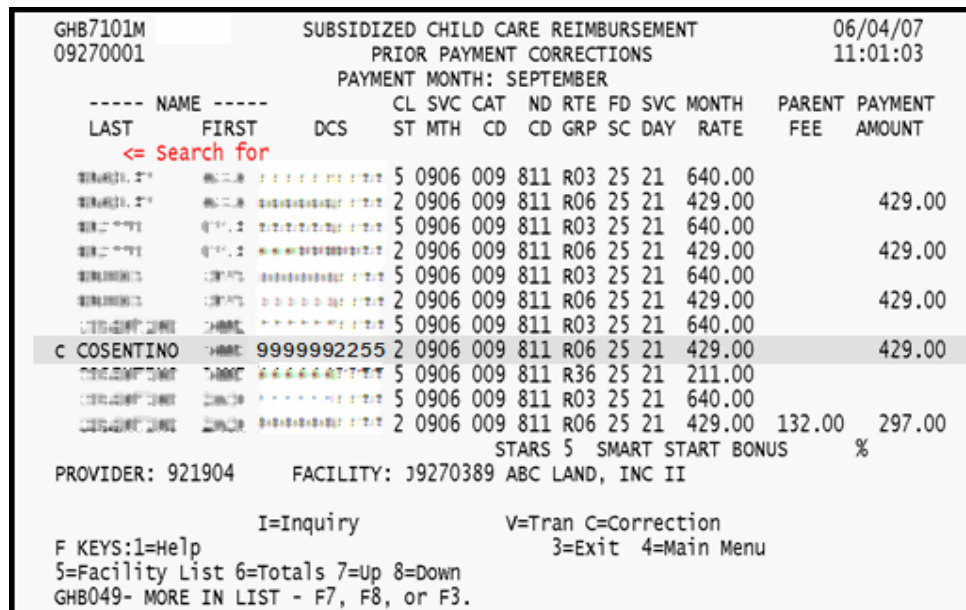 GHB7101M SUBSIDIZED CHILD CARE REIMBURSEMENT 06/04/07
09270001 PRIOR PAYMENT CORRECTIONS 11:01:03
PAYMENT MONTH: SEPTEMBER
----- NAME ----- CL SVC CAT ND RTE FD SVC MONTH PARENT PAYMENT
LAST FIRST DCS ST MTH CD CD GRP SC DAY RATE FEE AMOUNT
<= Search for
5 0906 009 811 R03 25 21 640.00
2 0906 009 811 R06 25 21 429.00 429.00
5 0906 009 811 R03 25 21 640.00
2 0906 009 811 R06 25 21 429.00 429.00
5 0906 009 811 R03 25 21 640.00
2 0906 009 811 R06 25 21 429.00 429.00
5 0906 009 811 R03 25 21 640.00
c COSENTINO 9999992255 2 0906 009 811 R06 25 21 429.00 429.00
5 0906 009 811 R36 25 21 211.00
5 0906 009 811 R03 25 21 640.00
2 0906 009 811 R06 25 21 429.00 132.00 297.00
STARS 5 SMART START BONUS %
PROVIDER: 921904 FACILITY: J9270389 ABC LAND, INC II
I=Inquiry V=Tran C=Correction
F KEYS:1=Help 3=Exit 4=Main Menu
5=Facility List 6=Totals 7=Up 8=Down
GHB049- MORE IN LIST - F7, F8, or F3.